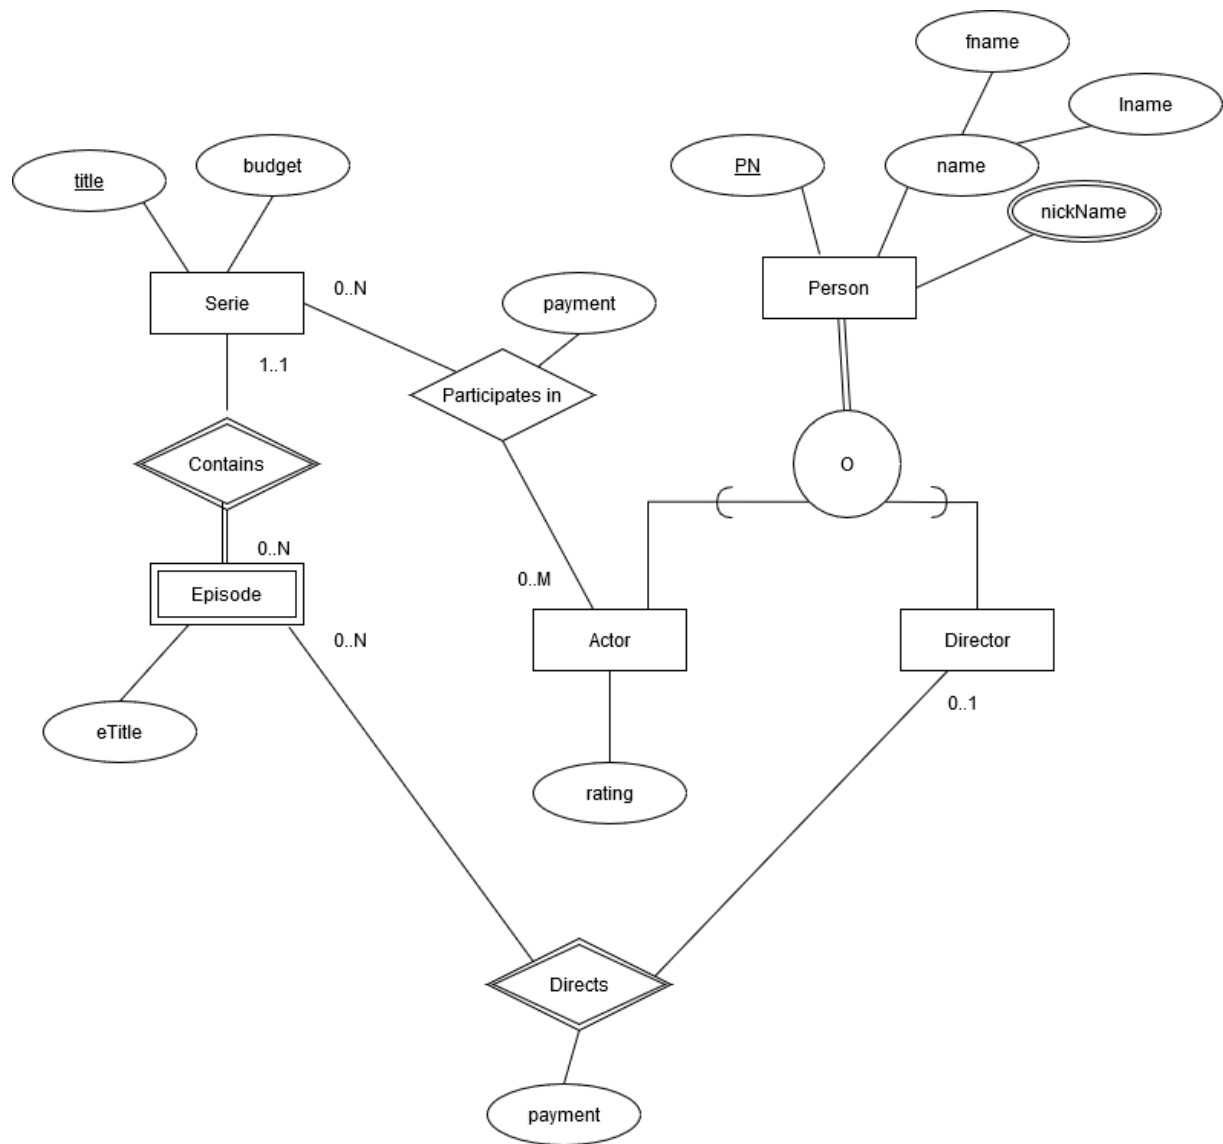 fname
lname
budget
PN
name
title
nickName
0..N
Person
Serie
payment
1..1
Participates in
Contains
O
0..N
0..M
Episode
0..N
Actor
Director
0..1
eTitle
rating
Directs
payment